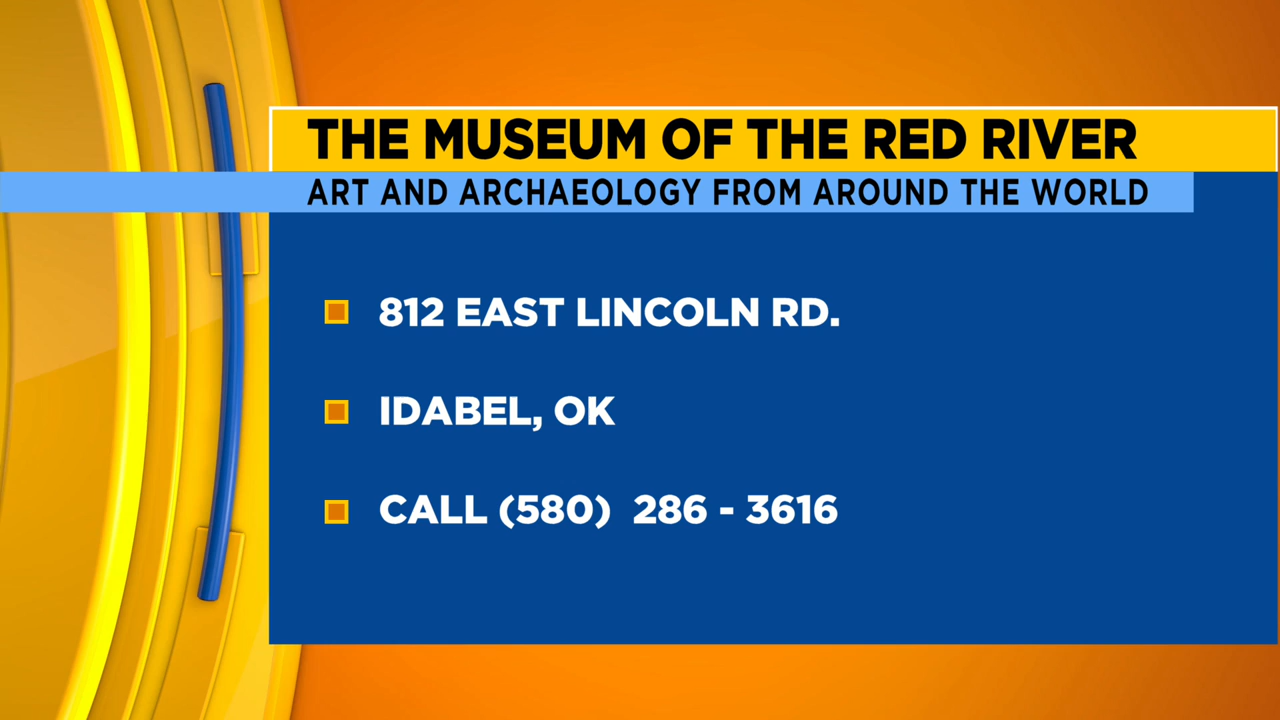 THE MUSEUM OF THE RED RIVER
ART AND ARCHAEOLOGY FROM AROUND THE WORLD
812 EAST LINCOLN RD.
IDABEL, OK
CALL (580) 286 - 3616